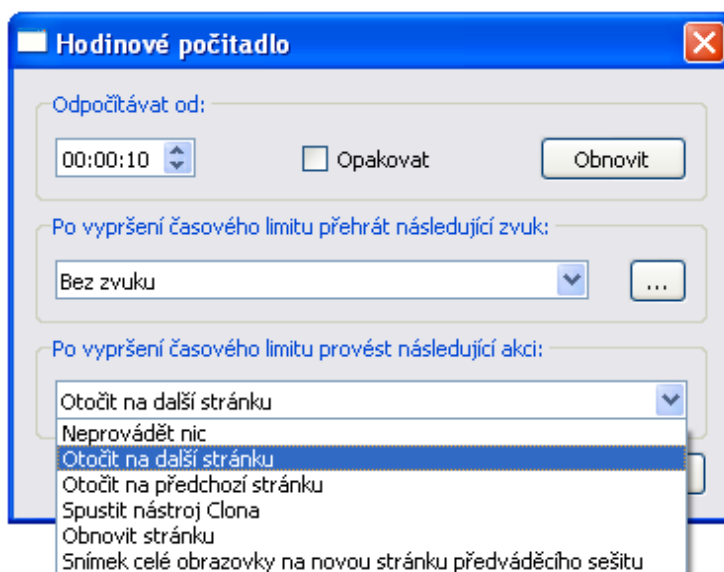 Hodinové počitadlo
Odpočítávat od:
00:00:10
Opakovat
Obnovit
Po vypršení časového limitu přehrát následující zvuk:
Bez zvuku
...
Po vypršení časového limitu provést následující akci:
Otočit na další stránku
Neprovádět nic
Otočit na další stránku
Otočit na předchozí stránku
Spustit nástroj Clona
Obnovit stránku
Snímek celé obrazovky na novou stránku předváděcího sešitu